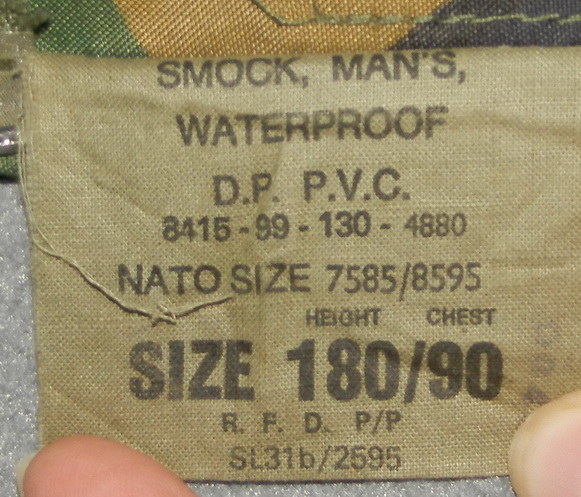 SMOCK, MAN'S,
WATERPROOF
D.P. P.V.C.
8415 - 99 - 130 - 4880
NATO SIZE 7585/8595
HEIGHT CHEST
SIZE 180/90
R. F. D. P/P
SL31b/2595